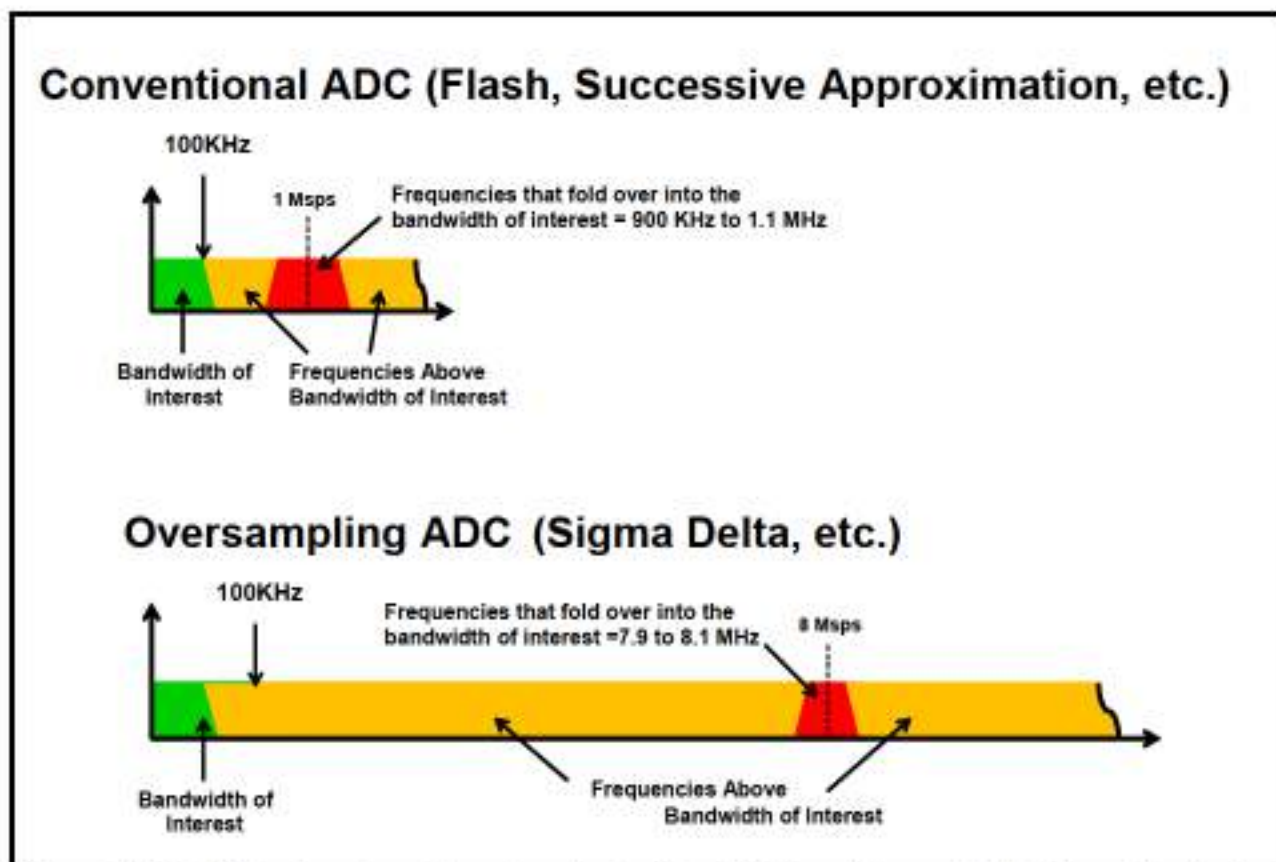 Conventional ADC (Flash, Successive Approximation, etc.)
100KHz
1 Msps
Frequencies that fold over into the
bandwidth of interest = 900 KHz to 1.1 MHz
Bandwidth of
Interest
Frequencies Above
Bandwidth of Interest
Oversampling ADC (Sigma Delta, etc.)
100KHz
Frequencies that fold over into the
bandwidth of interest =7.9 to 8.1 MHz
8 Msps
Bandwidth of
Interest
Frequencies Above
Bandwidth of Interest